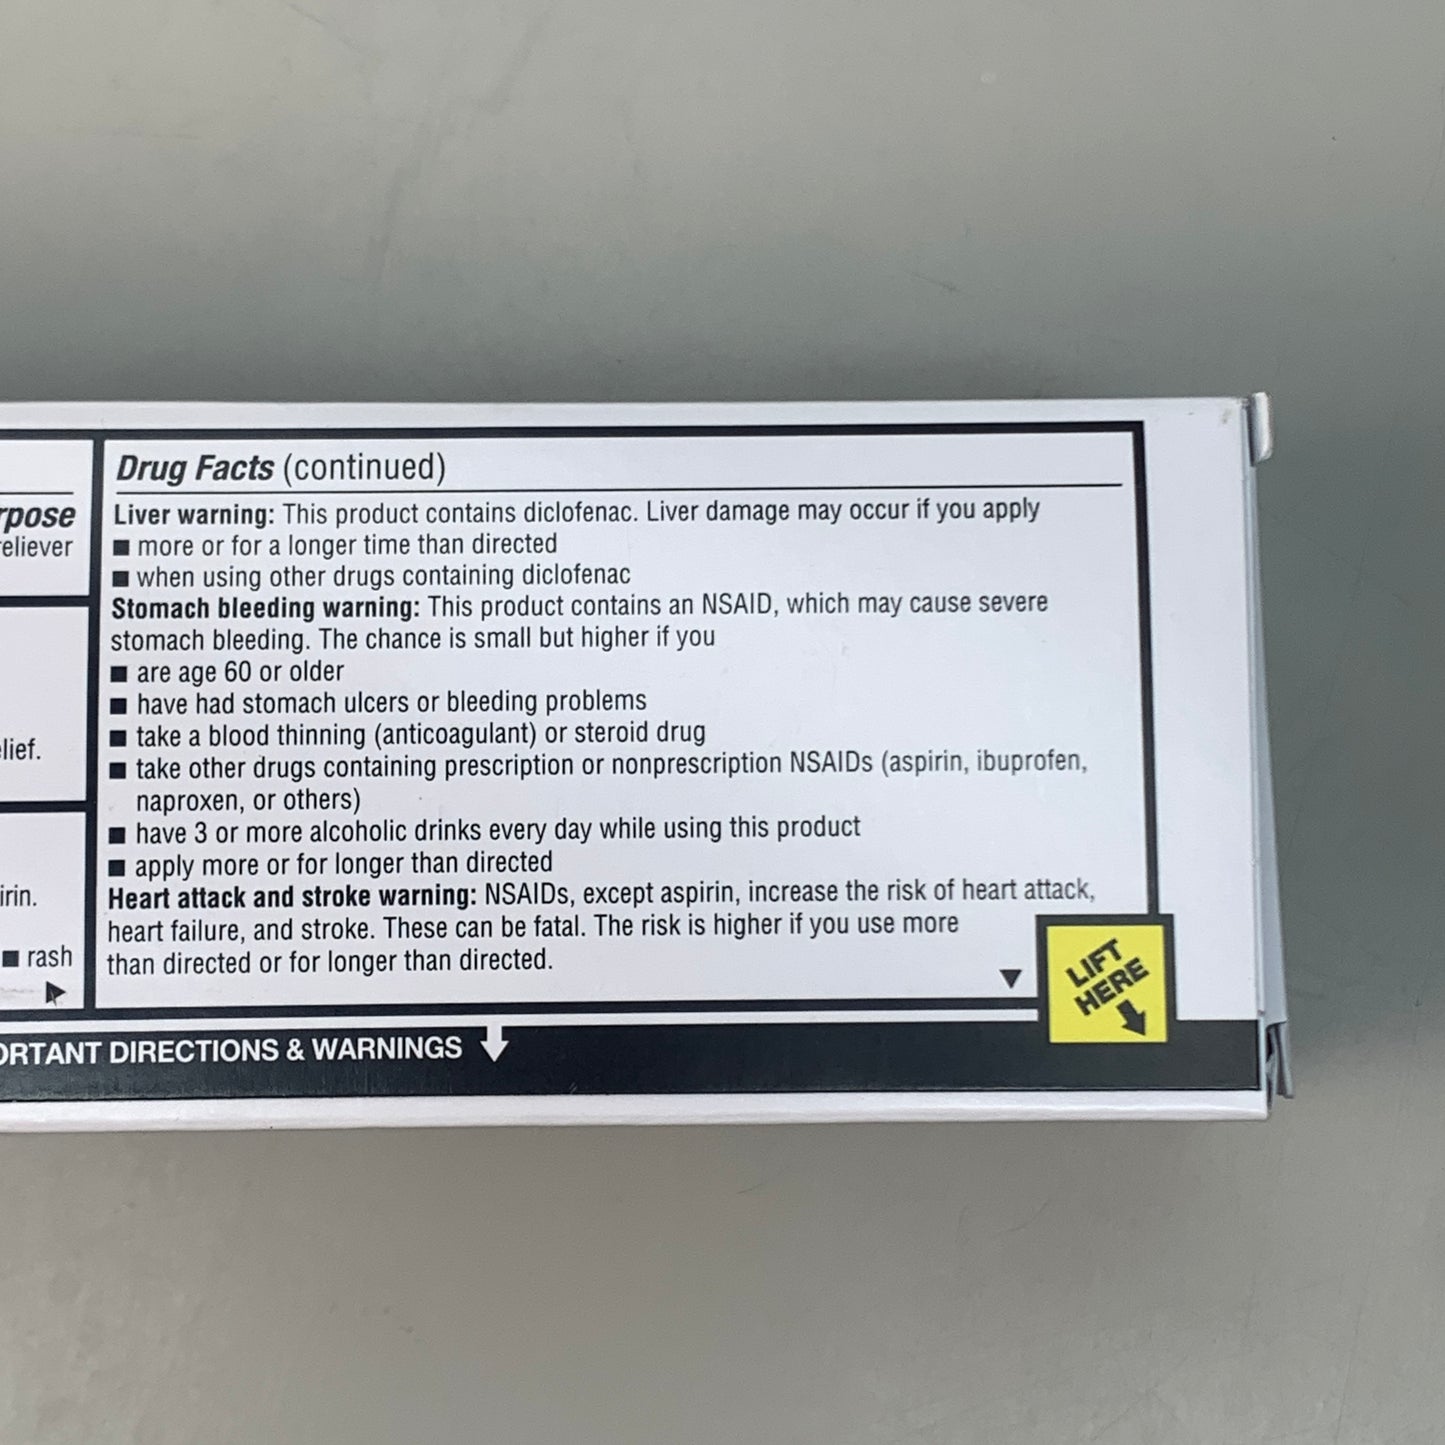 Drug Facts (continued)
Liver warning: This product contains diclofenac. Liver damage may occur if you apply
■ more or for a longer time than directed
■ when using other drugs containing diclofenac
Stomach bleeding warning: This product contains an NSAID, which may cause severe
stomach bleeding. The chance is small but higher if you
■ are age 60 or older
■ have had stomach ulcers or bleeding problems
■ take a blood thinning (anticoagulant) or steroid drug
■ take other drugs containing prescription or nonprescription NSAIDs (aspirin, ibuprofen,
naproxen, or others)
■ have 3 or more alcoholic drinks every day while using this product
■ apply more or for longer than directed
Heart attack and stroke warning: NSAIDs, except aspirin, increase the risk of heart attack,
heart failure, and stroke. These can be fatal. The risk is higher if you use more
than directed or for longer than directed.
rpose
eliever
lief.
irin.
■ rash
LIFT
HERE
ORTANT DIRECTIONS & WARNINGS